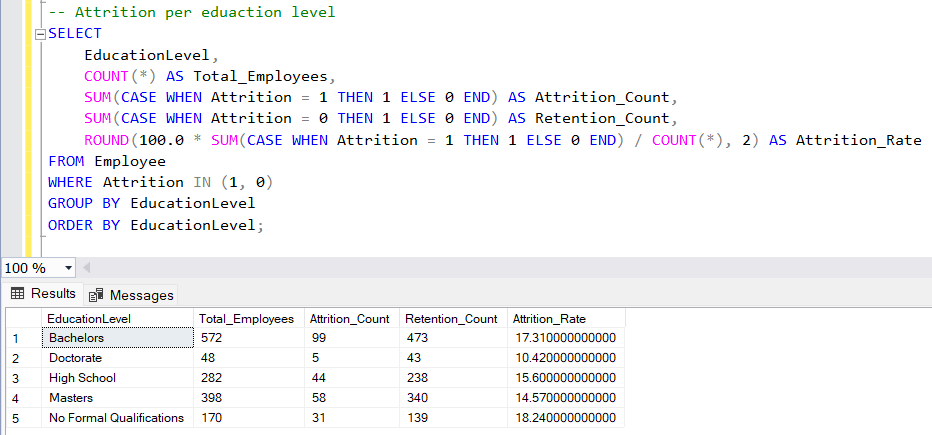 -- Attrition per eduaction level
SELECT
EducationLevel,
COUNT(*) AS Total_Employees,
SUM(CASE WHEN Attrition = 1 THEN 1 ELSE 0 END) AS Attrition_Count,
SUM(CASE WHEN Attrition = 0 THEN 1 ELSE 0 END) AS Retention_Count,
ROUND(100.0 * SUM(CASE WHEN Attrition = 1 THEN 1 ELSE 0 END) / COUNT(*), 2) AS Attrition_Rate
FROM Employee
WHERE Attrition IN (1, 0)
GROUP BY EducationLevel
ORDER BY EducationLevel;
100 %
Results Messages
EducationLevel Total_Employees Attrition_Count Retention_Count Attrition_Rate
1 Bachelors 572 99 473 17.310000000000
2 Doctorate 48 5 43 10.420000000000
3 High School 282 44 238 15.600000000000
4 Masters 398 58 340 14.570000000000
5 No Formal Qualifications 170 31 139 18.240000000000